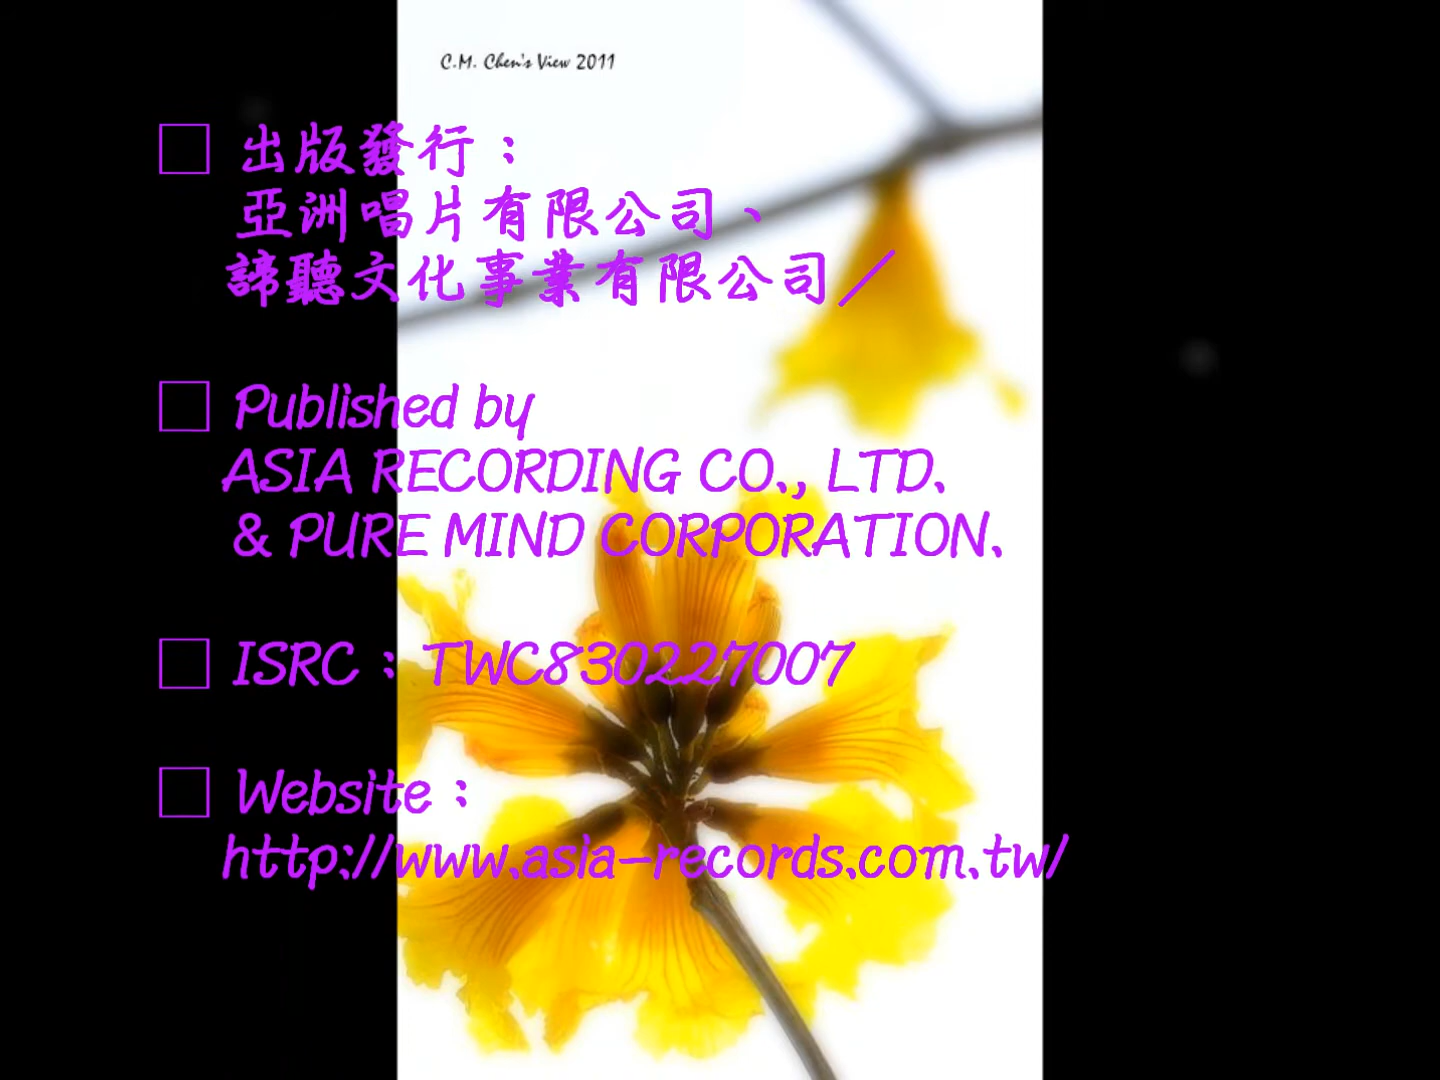 C.M. Chen's View 2011
□ 出版發行：
亞洲唱片有限公司、
諦聽文化事業有限公司／
□ Published by
ASIA RECORDING CO., LTD.
& PURE MIND CORPORATION.
□ ISRC：TWC830227007
□ Website：
http://www.asia-records.com.tw/